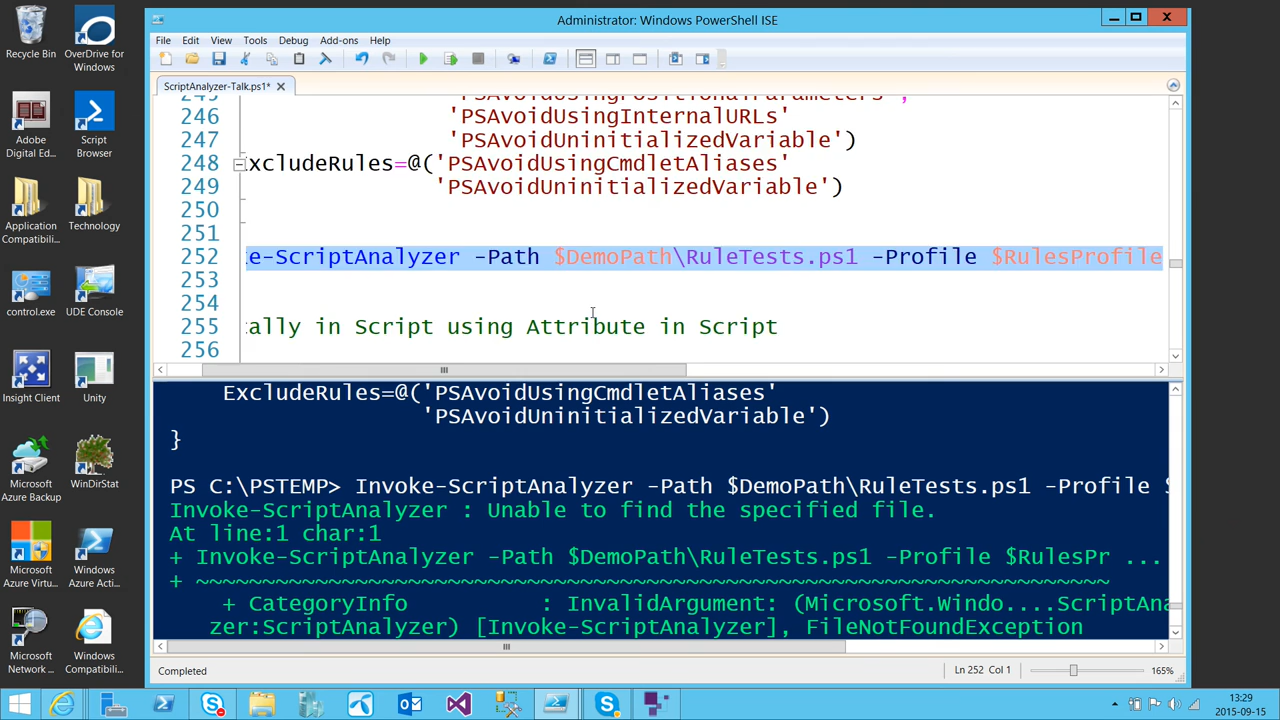 Administrator: Windows PowerShell ISE
File Edit View Tools Debug Add-ons Help
ScriptAnalyzer-Talk.ps1*
245 'PSAvoidUsingPositionalParameters',
246 'PSAvoidUsingInternalURLs'
247 'PSAvoidUninitializedVariable')
248 xcludeRules=@('PSAvoidUsingCmdletAliases'
249 'PSAvoidUninitializedVariable')
250
251
252 ke-ScriptAnalyzer -Path $DemoPath\RuleTests.ps1 -Profile $RulesProfile
253
254
255 ally in Script using Attribute in Script
256
ExcludeRules=@('PSAvoidUsingCmdletAliases'
'PSAvoidUninitializedVariable')
}
PS C:\PSTEMP> Invoke-ScriptAnalyzer -Path $DemoPath\RuleTests.ps1 -Profile $
Invoke-ScriptAnalyzer : Unable to find the specified file.
At line:1 char:1
+ Invoke-ScriptAnalyzer -Path $DemoPath\RuleTests.ps1 -Profile $RulesPr ...
+ ~~~~~~~~~~~~~~~~~~~~~~~~~~~~~~~~~~~~~~~~~~~~~~~~~~~~~~~~~~~~~~~~~~~~~
+ CategoryInfo : InvalidArgument: (Microsoft.Windo....ScriptAna
zer:ScriptAnalyzer) [Invoke-ScriptAnalyzer], FileNotFoundException
Completed
Ln 252 Col 1
165%
Recycle Bin
OverDrive for
Windows
Adobe
Digital Ed...
Script
Browser
Application
Compatibili...
Technology
control.exe
UDE Console
Insight Client
Unity
Microsoft
Azure Backup
WinDirStat
Microsoft
Azure Virtu...
Windows
Azure Acti...
Microsoft
Network ...
Windows
Compatibili...
13:29
2015-09-15